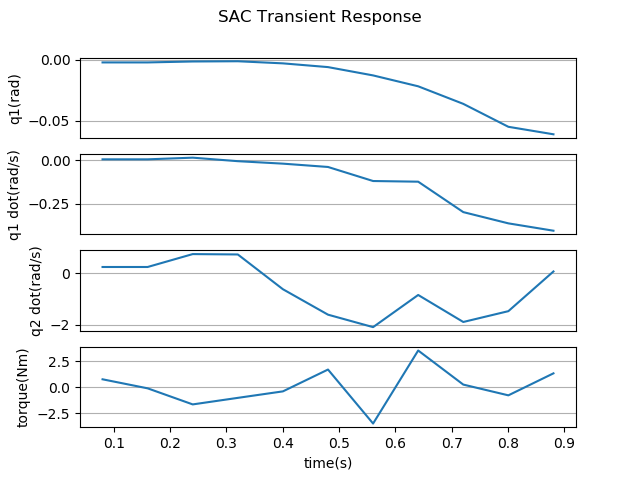 SAC Transient Response
q1(rad)
0.00
−0.05
q1 dot(rad/s)
0.00
−0.25
q2 dot(rad/s)
0
−2
torque(Nm)
2.5
0.0
−2.5
0.1 0.2 0.3 0.4 0.5 0.6 0.7 0.8 0.9
time(s)